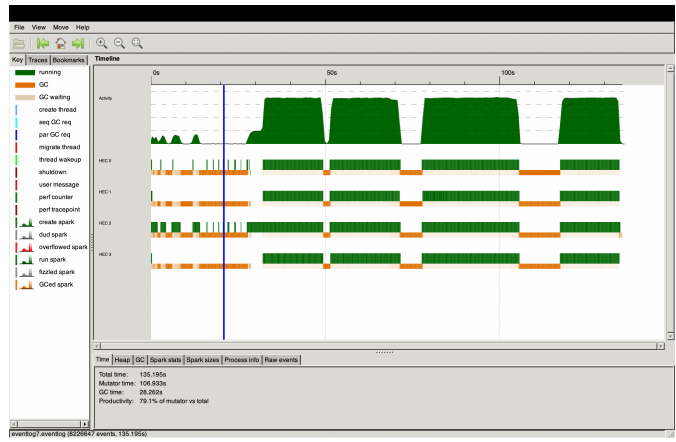 File View Move Help
Key Traces Bookmarks
running
GC
GC waiting
create thread
seq GC req
par GC req
migrate thread
thread wakeup
shutdown
user message
perf counter
perf tracepoint
create spark
dud spark
overflowed spark
run spark
fizzled spark
GCed spark
Timeline
0s 50s 100s
Activity
HEC 0
HEC 1
HEC 2
HEC 3
Time Heap GC Spark stats Spark sizes Process info Raw events
Total time: 135.195s
Mutator time: 106.933s
GC time: 28.262s
Productivity: 79.1% of mutator vs total
eventlog7.eventlog (8226647 events, 135.195s)